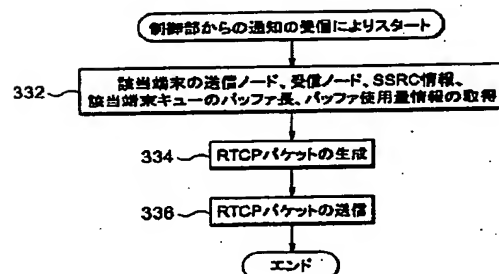 制御部からの通知の受信によりスタート
332
該当端末の送信ノード、受信ノード、SSRC情報、
該当端末キューのバッファ長、バッファ使用量情報の取得
334
RTCPパケットの生成
336
RTCPパケットの送信
エンド